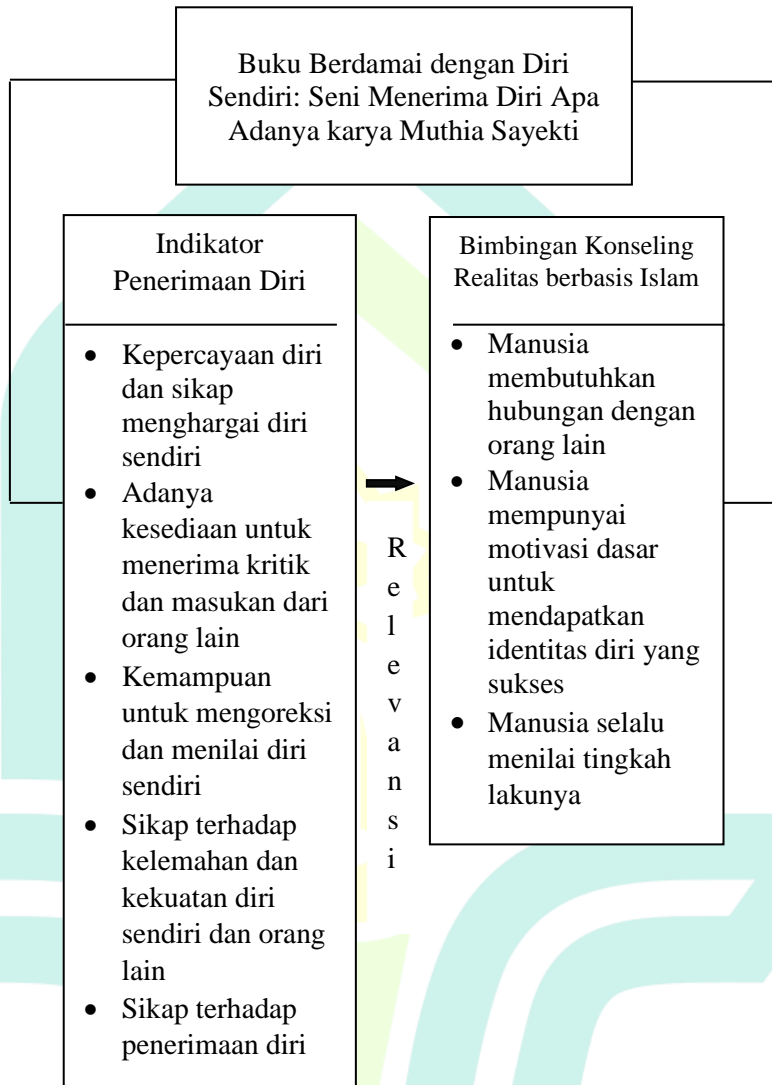 Buku Berdamai dengan Diri
Sendiri: Seni Menerima Diri Apa
Adanya karya Muthia Sayekti
Indikator
Penerimaan Diri
• Kepercayaan diri
dan sikap
menghargai diri
sendiri
• Adanya
kesediaan untuk
menerima kritik
dan masukan dari
orang lain
• Kemampuan
untuk mengoreksi
dan menilai diri
sendiri
• Sikap terhadap
kelemahan dan
kekuatan diri
sendiri dan orang
lain
• Sikap terhadap
penerimaan diri
R
e
l
e
v
a
n
s
i
Bimbingan Konseling
Realitas berbasis Islam
• Manusia
membutuhkan
hubungan dengan
orang lain
• Manusia
mempunyai
motivasi dasar
untuk
mendapatkan
identitas diri yang
sukses
• Manusia selalu
menilai tingkah
lakunya